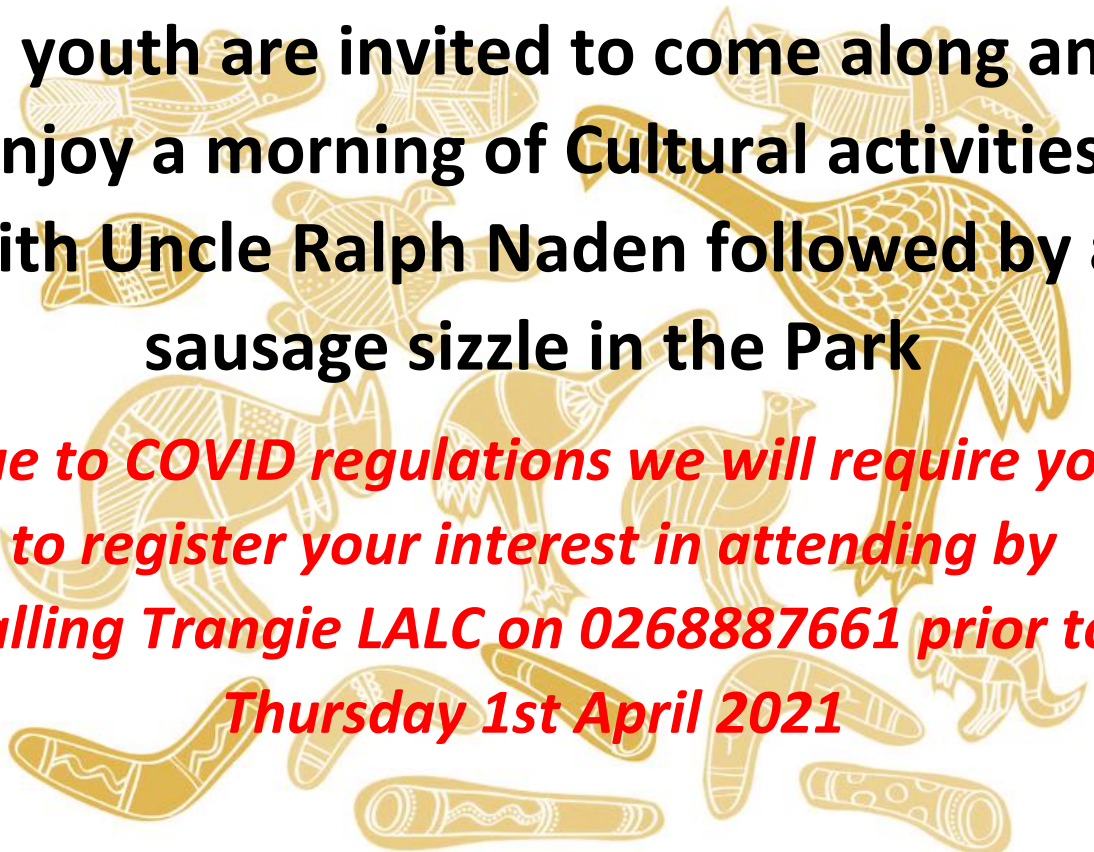 youth are invited to come along an
njoy a morning of Cultural activities
ith Uncle Ralph Naden followed by a
sausage sizzle in the Park
ue to COVID regulations we will require yo
to register your interest in attending by
alling Trangie LALC on 0268887661 prior to
Thursday 1st April 2021